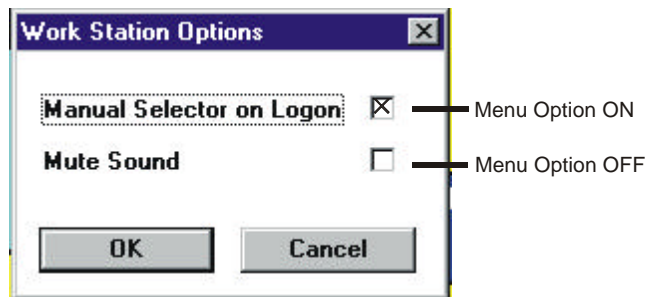 Work Station Options
Manual Selector on Logon
Menu Option ON
Mute Sound
Menu Option OFF
OK Cancel